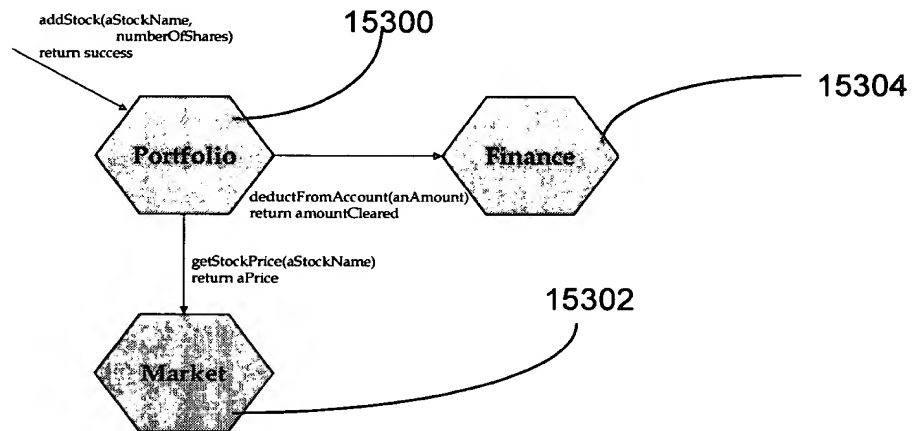 addStock(aStockName,
numberOfShares)
return success
15300
15304
Portfolio
Finance
deductFromAccount(anAmount)
return amountCleared
getStockPrice(aStockName)
return aPrice
15302
Market